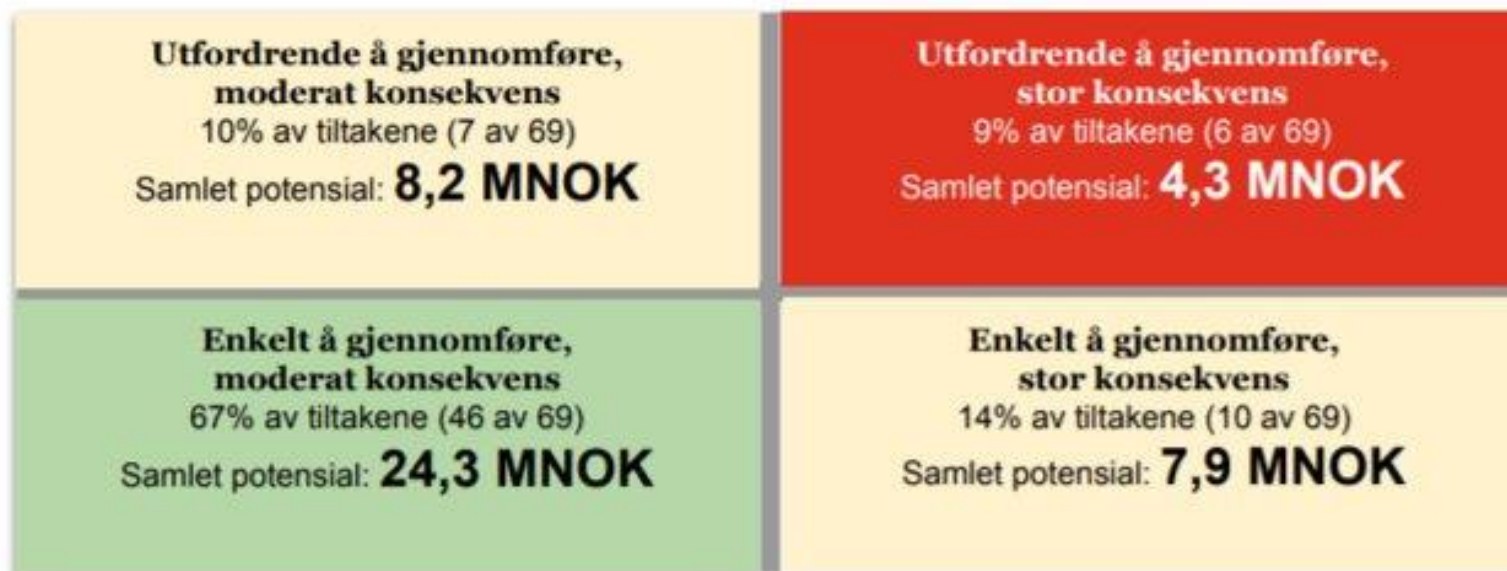 Utfordrende å gjennomføre,
moderat konsekvens
10% av tiltakene (7 av 69)
Samlet potensial: 8,2 MNOK
Utfordrende å gjennomføre,
stor konsekvens
9% av tiltakene (6 av 69)
Samlet potensial: 4,3 MNOK
Enkelt å gjennomføre,
moderat konsekvens
67% av tiltakene (46 av 69)
Samlet potensial: 24,3 MNOK
Enkelt å gjennomføre,
stor konsekvens
14% av tiltakene (10 av 69)
Samlet potensial: 7,9 MNOK